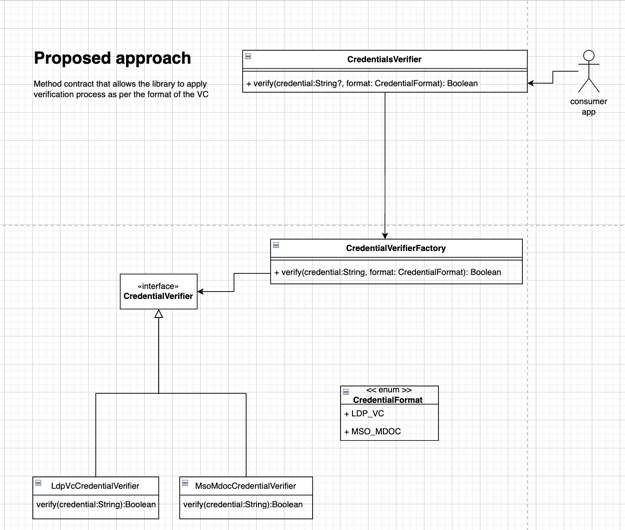 Proposed approach
Method contract that allows the library to apply
verification process as per the format of the VC
CredentialsVerifier
+ verify(credential:String?, format: CredentialFormat): Boolean
consumer
app
CredentialVerifierFactory
+ verify(credential:String, format: CredentialFormat): Boolean
«interface»
CredentialVerifier
<< enum >>
CredentialFormat
+ LDP_VC
+ MSO_MDOC
LdpVcCredentialVerifier
verify(credential:String):Boolean
MsoMdocCredentialVerifier
verify(credential:String):Boolean